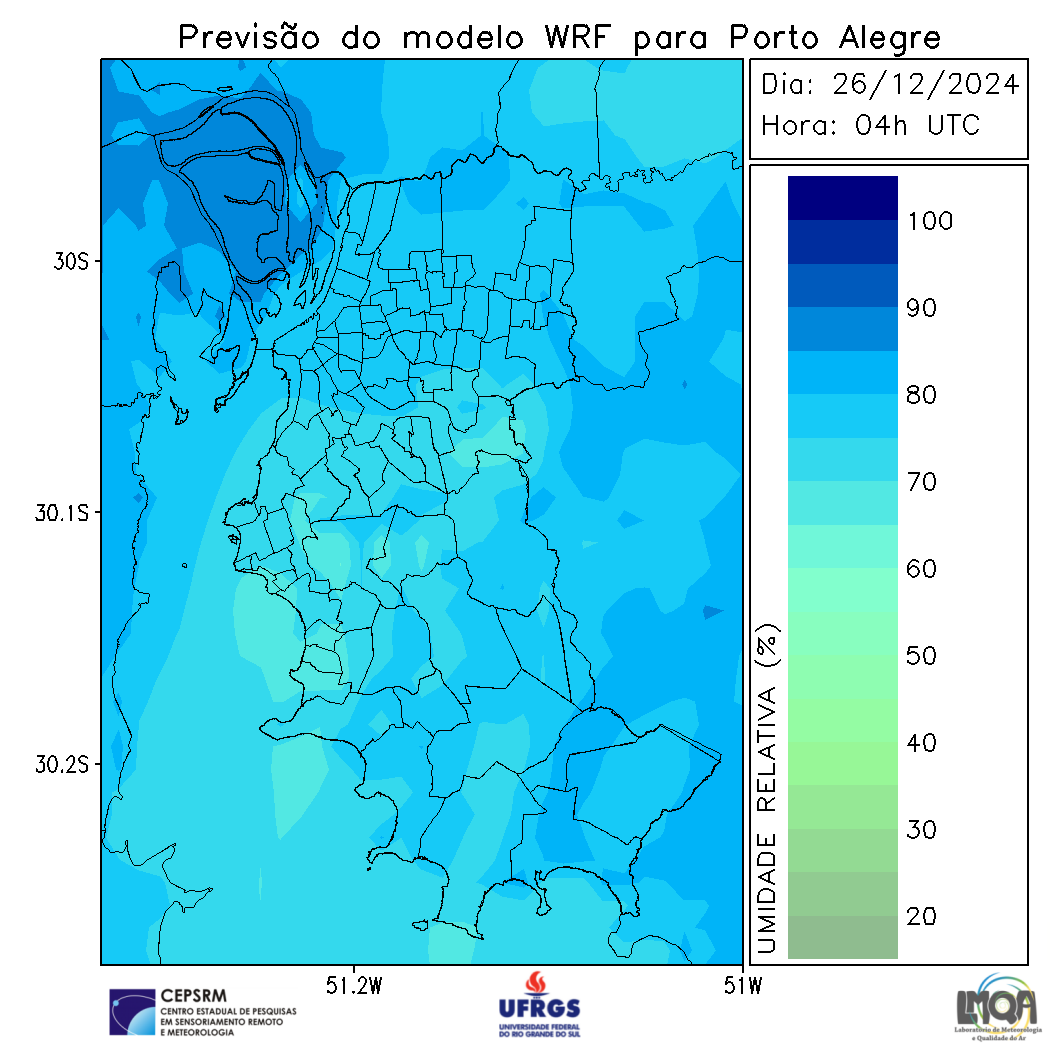 Previsão do modelo WRF para Porto Alegre
Dia: 26/12/2024
Hora: 04h UTC
30S
30.1S
30.2S
51.2W
51W
100
90
80
70
60
50
40
30
20
UMIDADE RELATIVA (%)
CEPSRM
CENTRO ESTADUAL DE PESQUISAS
EM SENSORIAMENTO REMOTO
E METEOROLOGIA
UFRGS
UNIVERSIDADE FEDERAL
DO RIO GRANDE DO SUL
LMQA
Laboratório de Meteorologia
e Qualidade do Ar